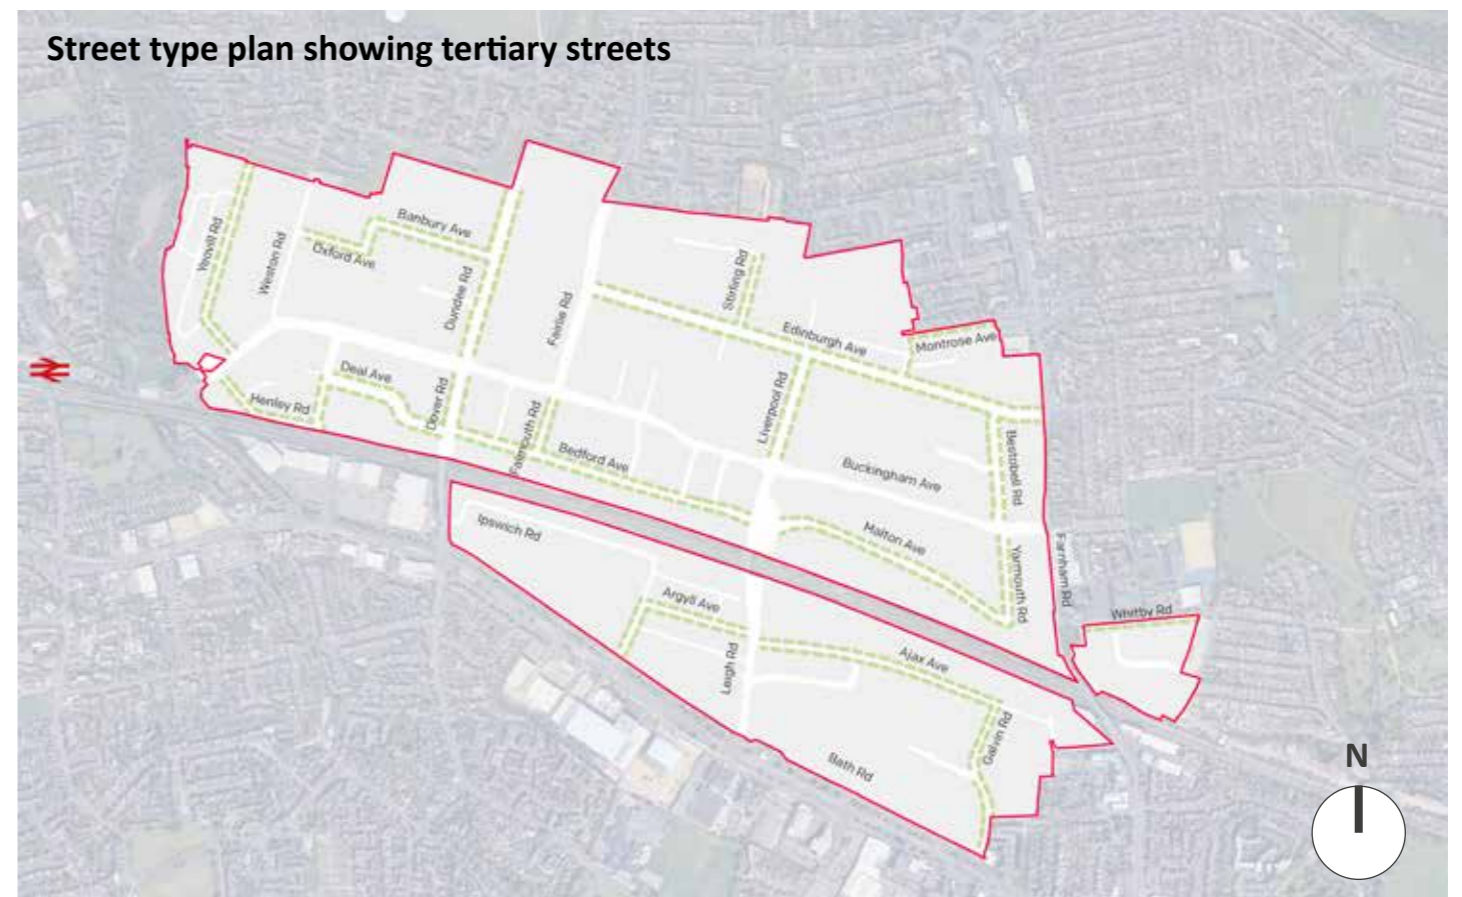 Street type plan showing tertiary streets
Yeovil Rd
Weston Rd
Banbury Ave
Oxford Ave
Dundee Rd
Fairlie Rd
Stirling Rd
Edinburgh Ave
Montrose Ave
Deal Ave
Henley Rd
Dover Rd
Falmouth Rd
Bedford Ave
Liverpool Rd
Buckingham Ave
Bestobell Rd
Malton Ave
Yarmouth Rd
Farnham Rd
Whitby Rd
Ipswich Rd
Argyll Ave
Leigh Rd
Ajax Ave
Galvin Rd
Bath Rd
N